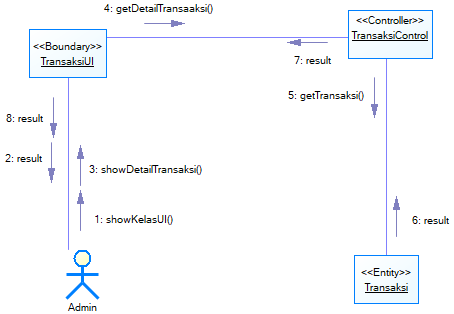 4: getDetailTransaaksi()
<<Controller>>
TransaksiControl
<<Boundary>>
TransaksiUI
7: result
5: getTransaksi()
8: result
2: result
3: showDetailTransaksi()
1: showKelasUI()
6: result
<<Entity>>
Transaksi
Admin